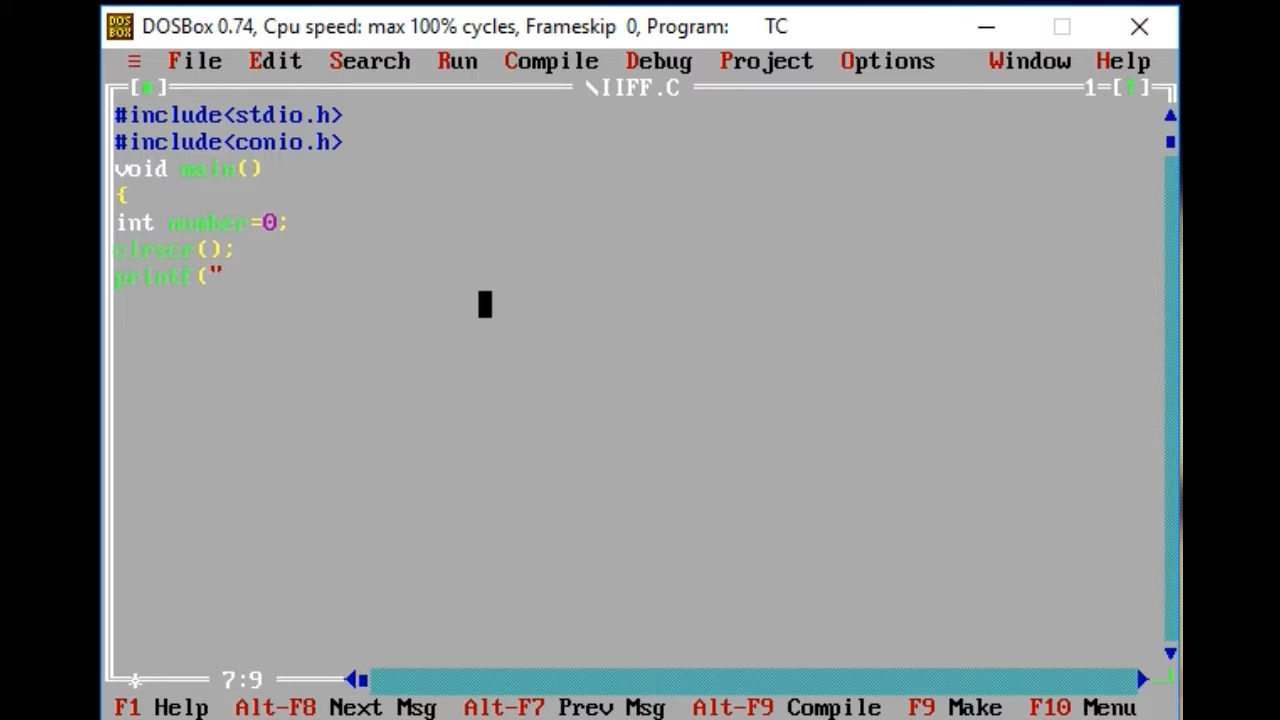 DOSBox 0.74, Cpu speed: max 100% cycles, Frameskip 0, Program: TC
≡ File Edit Search Run Compile Debug Project Options Window Help
[■] \IIFF.C 1=[↑]
#include<stdio.h>
#include<conio.h>
void main()
{
int number=0;
clrscr();
printf("
7:9
F1 Help Alt-F8 Next Msg Alt-F7 Prev Msg Alt-F9 Compile F9 Make F10 Menu